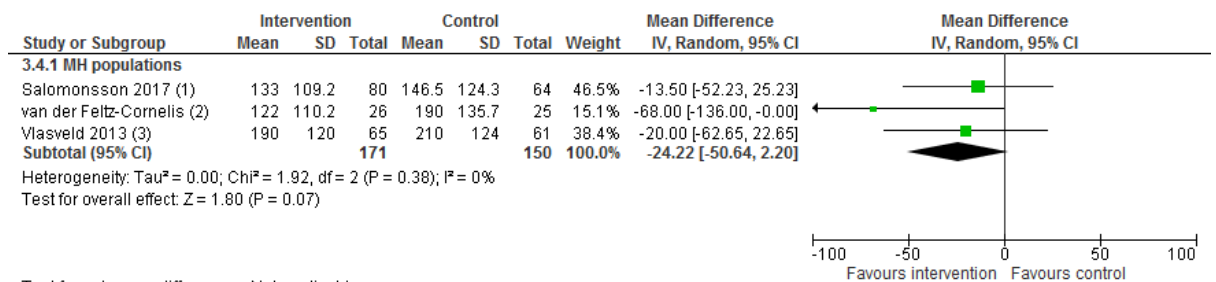 Intervention Control Mean Difference Mean Difference
Study or Subgroup Mean SD Total Mean SD Total Weight IV, Random, 95% CI IV, Random, 95% CI
3.4.1 MH populations
Salomonsson 2017 (1) 133 109.2 80 146.5 124.3 64 46.5% -13.50 [-52.23, 25.23]
van der Feltz-Cornelis (2) 122 110.2 26 190 135.7 25 15.1% -68.00 [-136.00, -0.00]
Vlasveld 2013 (3) 190 120 65 210 124 61 38.4% -20.00 [-62.65, 22.65]
Subtotal (95% CI) 171 150 100.0% -24.22 [-50.64, 2.20]
Heterogeneity: Tau² = 0.00; Chi² = 1.92, df = 2 (P = 0.38); I² = 0%
Test for overall effect: Z = 1.80 (P = 0.07)
-100 -50 0 50 100
Favours intervention Favours control